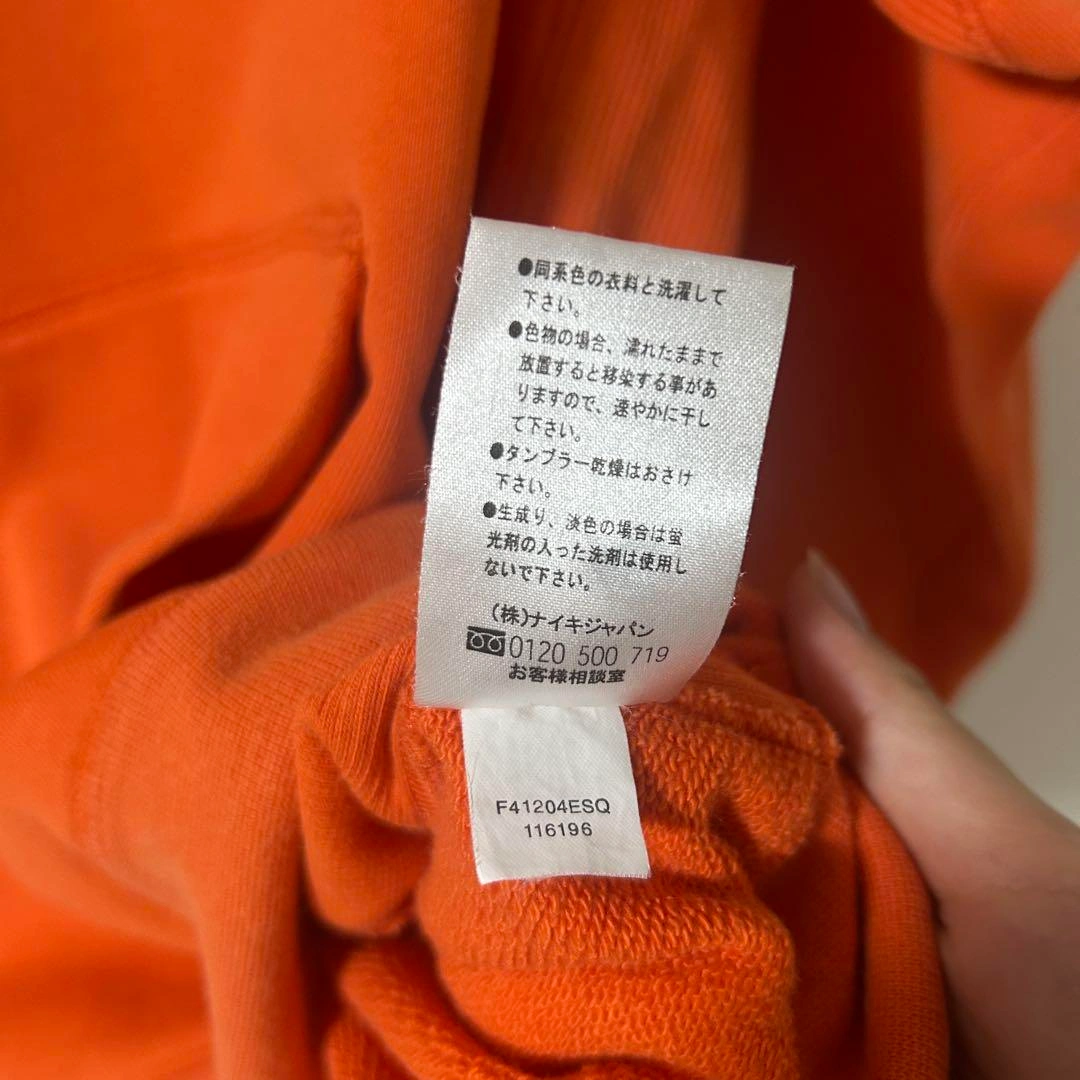 ●同系色の衣料と洗濯して
下さい。
●色物の場合、濡れたままで
放置すると移染する事があ
りますので、速やかに干し
て下さい。
●タンブラー乾燥はおさけ
下さい。
●生成り、淡色の場合は蛍
光剤の入った洗剤は使用し
ないで下さい。
(株)ナイキジャパン
0120 500 719
お客様相談室
F41204ESQ
116196